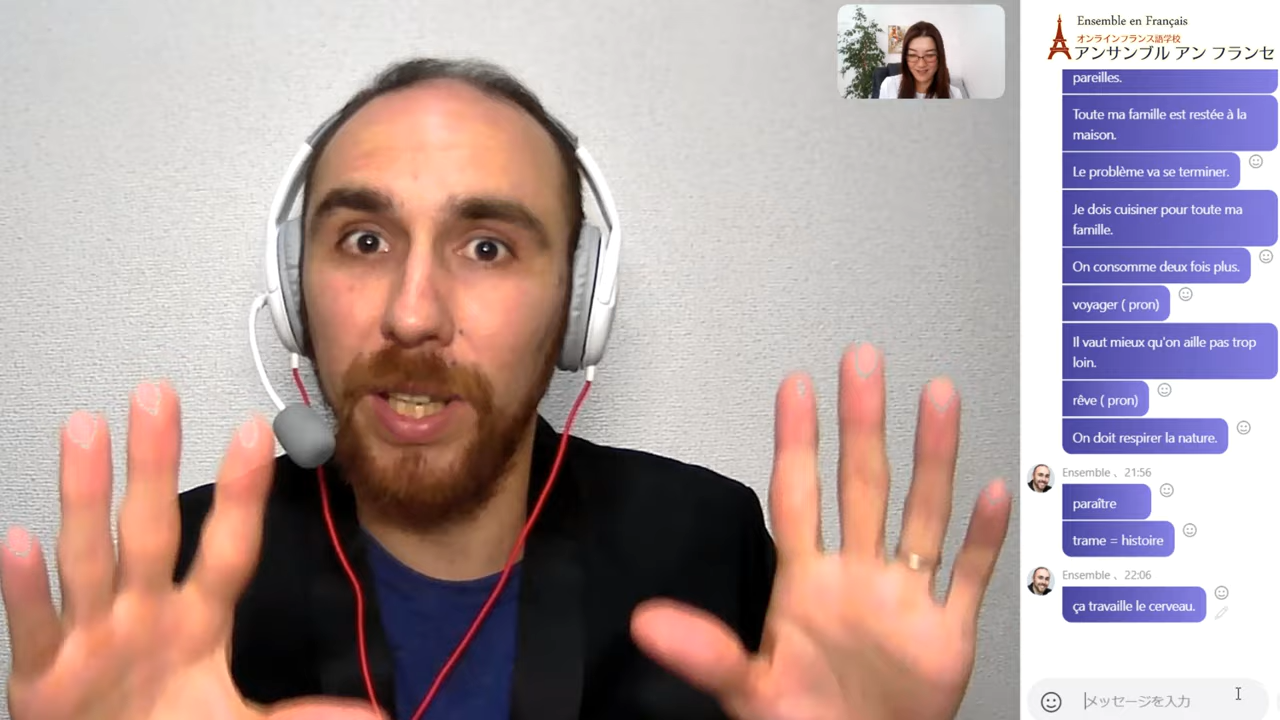 Ensemble en Français
オンラインフランス語学校
アンサンブル アン フランセ
pareilles.
Toute ma famille est restée à la
maison.
Le problème va se terminer.
Je dois cuisiner pour toute ma
famille.
On consomme deux fois plus.
voyager ( pron)
Il vaut mieux qu'on aille pas trop
loin.
rêve ( pron)
On doit respirer la nature.
Ensemble 、 21:56
paraître
trame = histoire
Ensemble 、 22:06
ça travaille le cerveau.
メッセージを入力